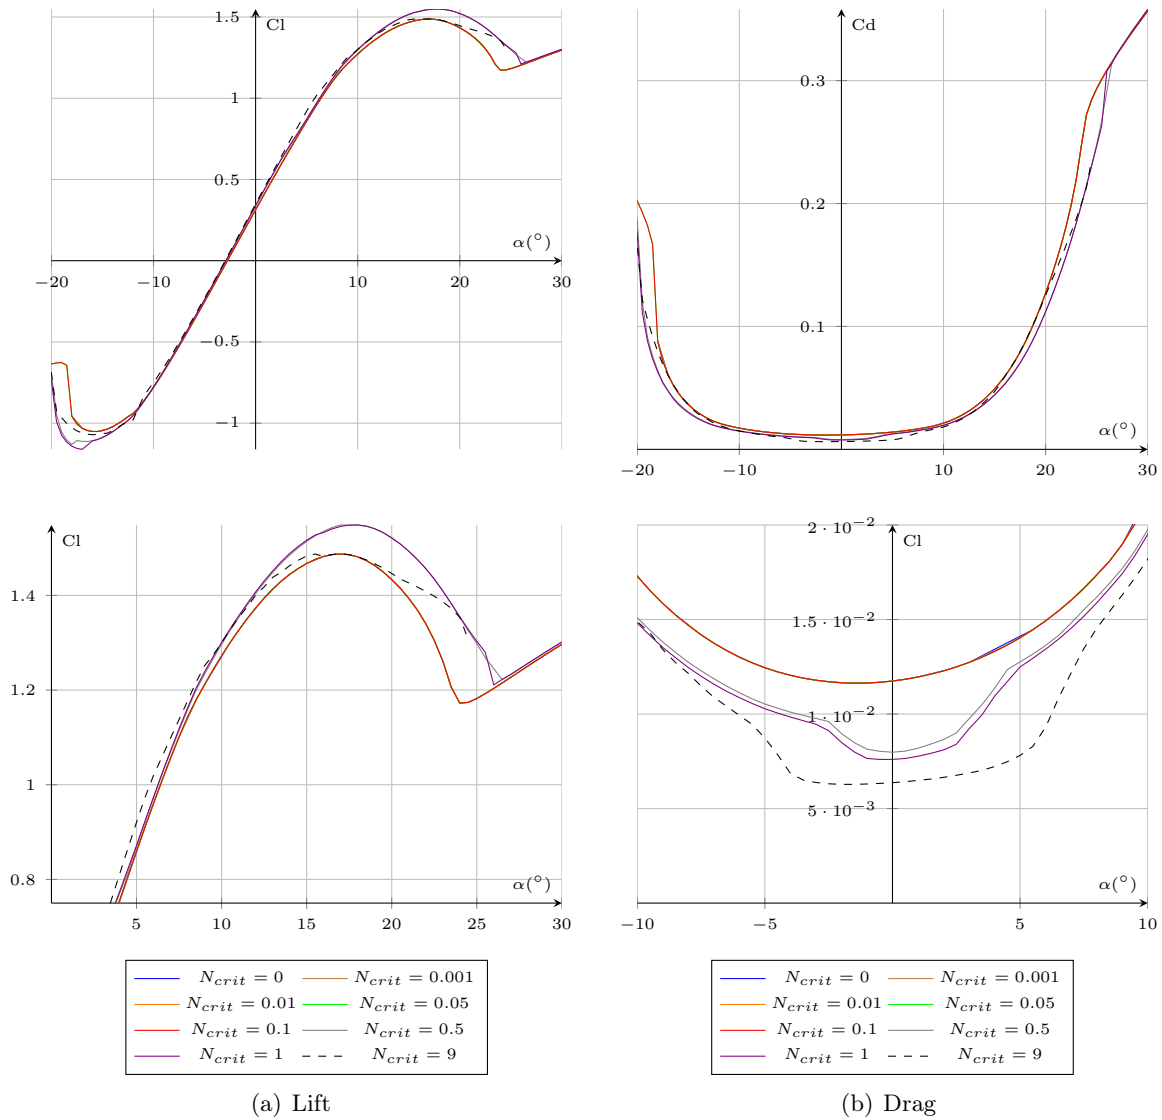 Cl
1.5
1
0.5
α(°)
−20
−10
10
20
30
−0.5
−1
Cd
0.3
0.2
0.1
α(°)
−20
−10
10
20
30
Cl
1.4
1.2
1
0.8
α(°)
5
10
15
20
25
30
2 · 10⁻²
Cl
1.5 · 10⁻²
1 · 10⁻²
5 · 10⁻³
α(°)
−10
−5
5
10
N_crit = 0 N_crit = 0.001
N_crit = 0.01 N_crit = 0.05
N_crit = 0.1 N_crit = 0.5
N_crit = 1 N_crit = 9
N_crit = 0 N_crit = 0.001
N_crit = 0.01 N_crit = 0.05
N_crit = 0.1 N_crit = 0.5
N_crit = 1 N_crit = 9
(a) Lift
(b) Drag